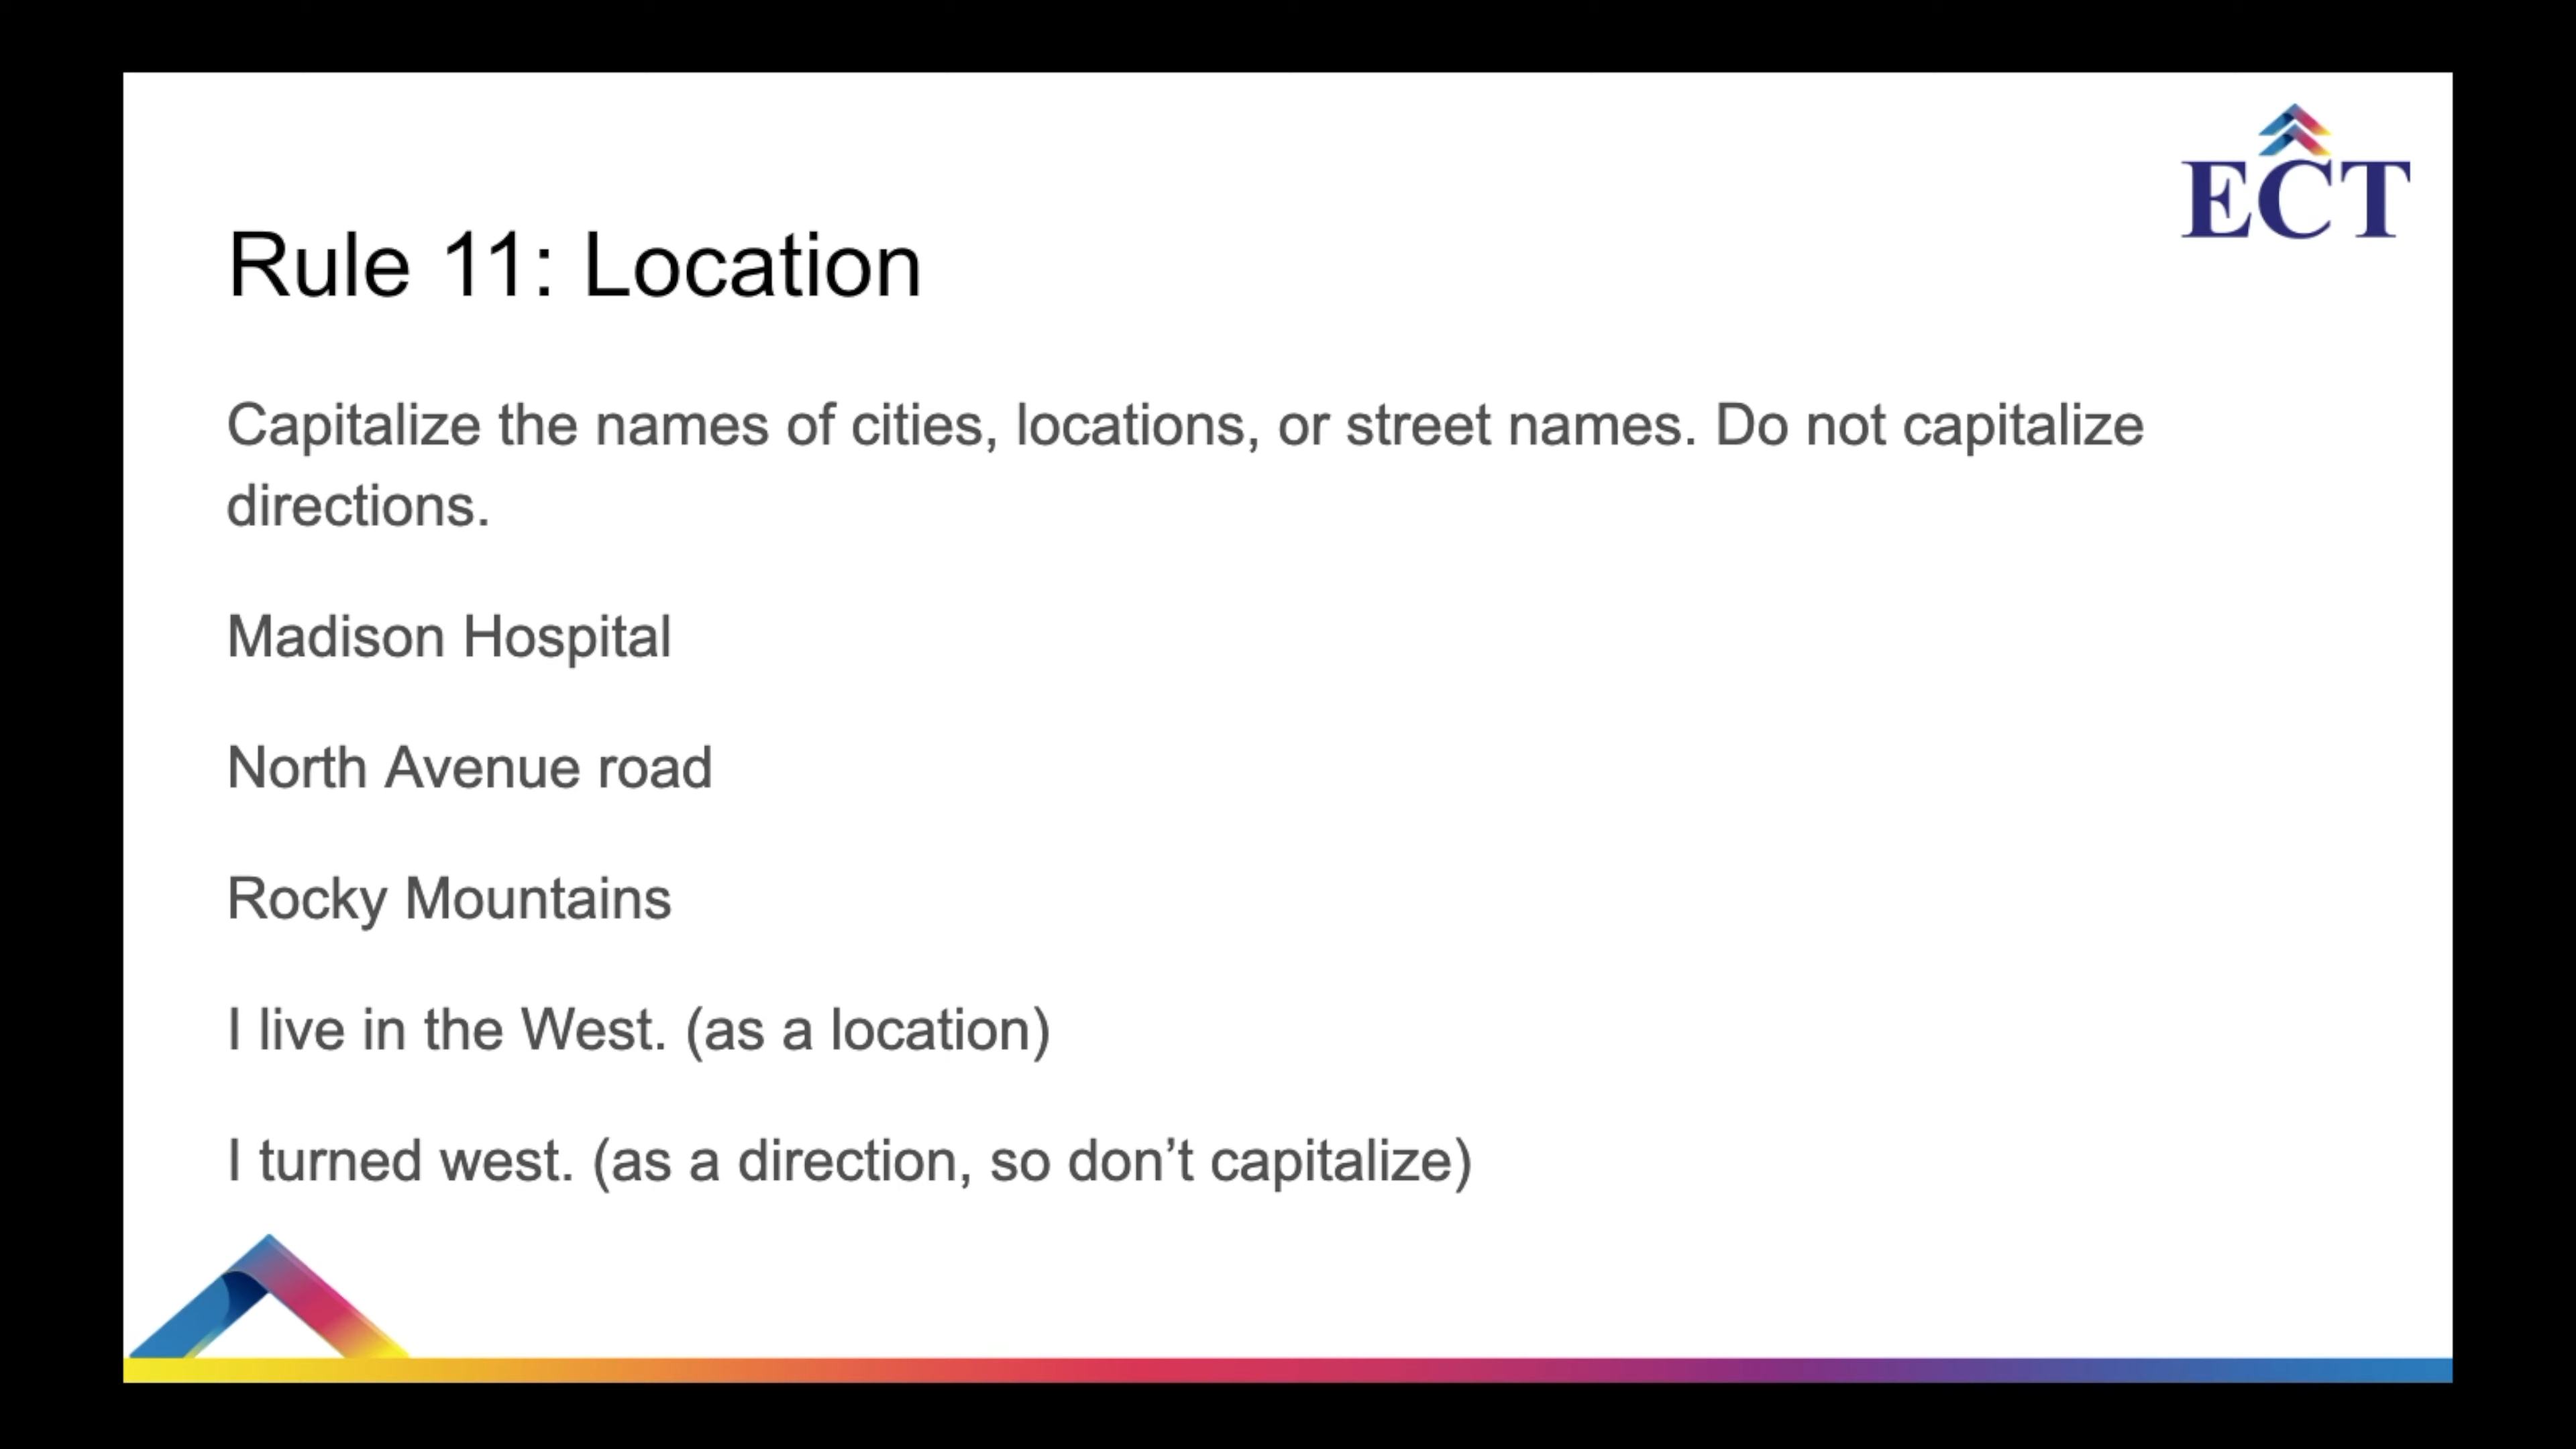 ECT
Rule 11: Location
Capitalize the names of cities, locations, or street names. Do not capitalize
directions.
Madison Hospital
North Avenue road
Rocky Mountains
I live in the West. (as a location)
I turned west. (as a direction, so don’t capitalize)